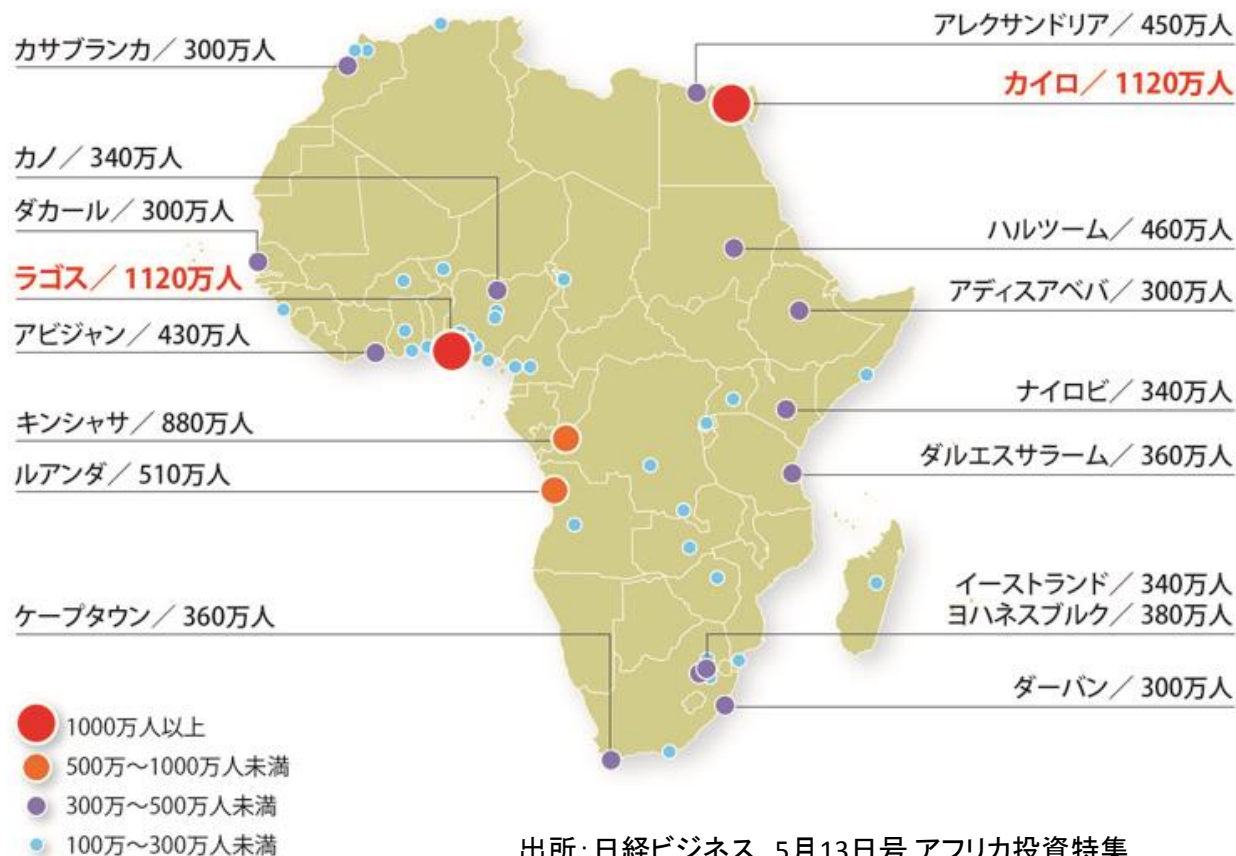 カサブランカ／ 300万人
カノ／ 340万人
ダカール／ 300万人
ラゴス／ 1120万人
アビジャン／ 430万人
キンシャサ／ 880万人
ルアンダ／ 510万人
ケープタウン／ 360万人
アレクサンドリア／ 450万人
カイロ／ 1120万人
ハルツーム／ 460万人
アディスアベバ／ 300万人
ナイロビ／ 340万人
ダルエスサラーム／ 360万人
イーストランド／ 340万人
ヨハネスブルク／ 380万人
ダーバン／ 300万人
1000万人以上
500万〜1000万人未満
300万〜500万人未満
100万〜300万人未満
出所：日経ビジネス 5月13日号 アフリカ投資特集